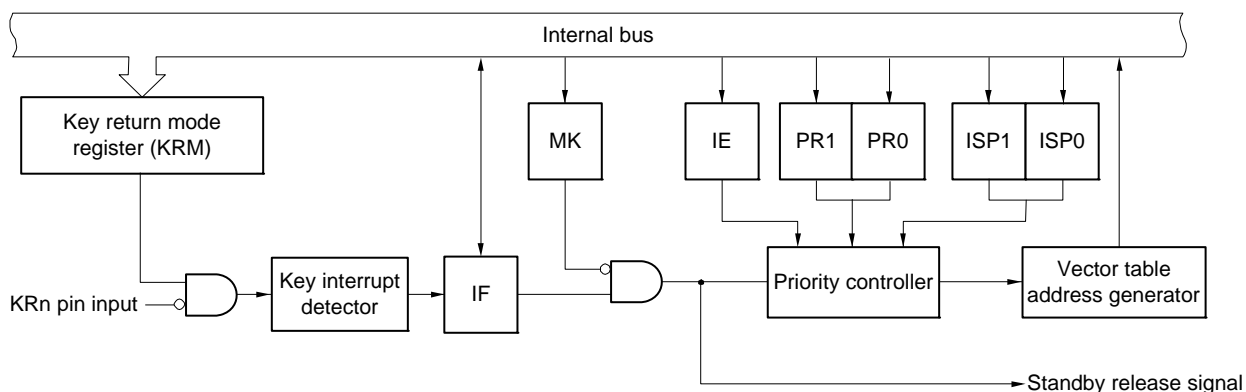 Internal bus
Key return mode
register (KRM)
MK
IE
PR1
PR0
ISP1
ISP0
KRn pin input
Key interrupt
detector
IF
Priority controller
Vector table
address generator
Standby release signal